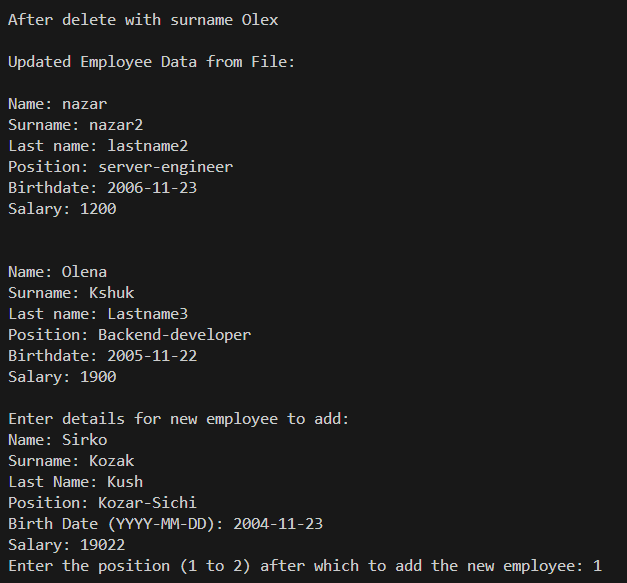 After delete with surname Olex
Updated Employee Data from File:
Name: nazar
Surname: nazar2
Last name: lastname2
Position: server-engineer
Birthdate: 2006-11-23
Salary: 1200
Name: Olena
Surname: Kshuk
Last name: Lastname3
Position: Backend-developer
Birthdate: 2005-11-22
Salary: 1900
Enter details for new employee to add:
Name: Sirko
Surname: Kozak
Last Name: Kush
Position: Kozar-Sichi
Birth Date (YYYY-MM-DD): 2004-11-23
Salary: 19022
Enter the position (1 to 2) after which to add the new employee: 1